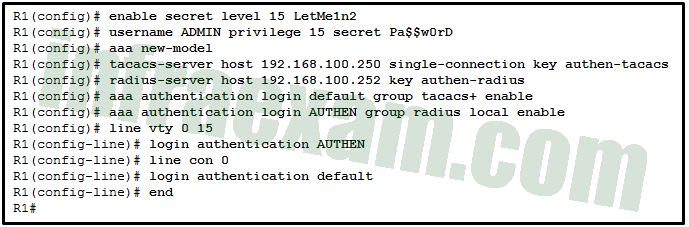 R1(config)# enable secret level 15 LetMe1n2
R1(config)# username ADMIN privilege 15 secret Pa$$w0rD
R1(config)# aaa new-model
R1(config)# tacacs-server host 192.168.100.250 single-connection key authen-tacacs
R1(config)# radius-server host 192.168.100.252 key authen-radius
R1(config)# aaa authentication login default group tacacs+ enable
R1(config)# aaa authentication login AUTHEN group radius local enable
R1(config)# line vty 0 15
R1(config-line)# login authentication AUTHEN
R1(config-line)# line con 0
R1(config-line)# login authentication default
R1(config-line)# end
R1#
infraexam.com